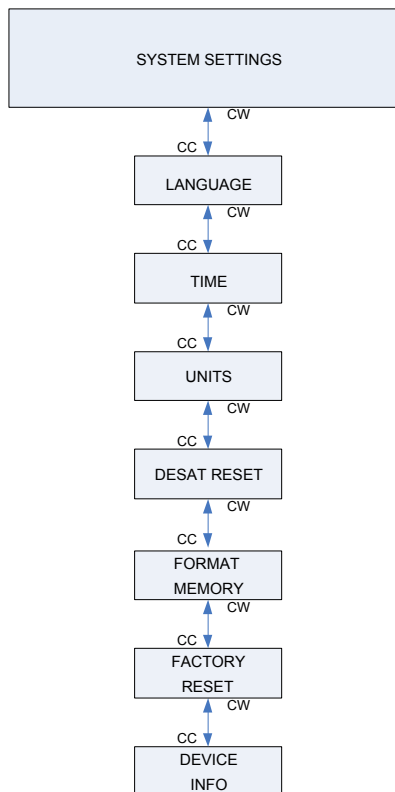 SYSTEM SETTINGS
CW
CC
LANGUAGE
CW
CC
TIME
CW
CC
UNITS
CW
CC
DESAT RESET
CW
CC
FORMAT
MEMORY
CW
CC
FACTORY
RESET
CW
CC
DEVICE
INFO